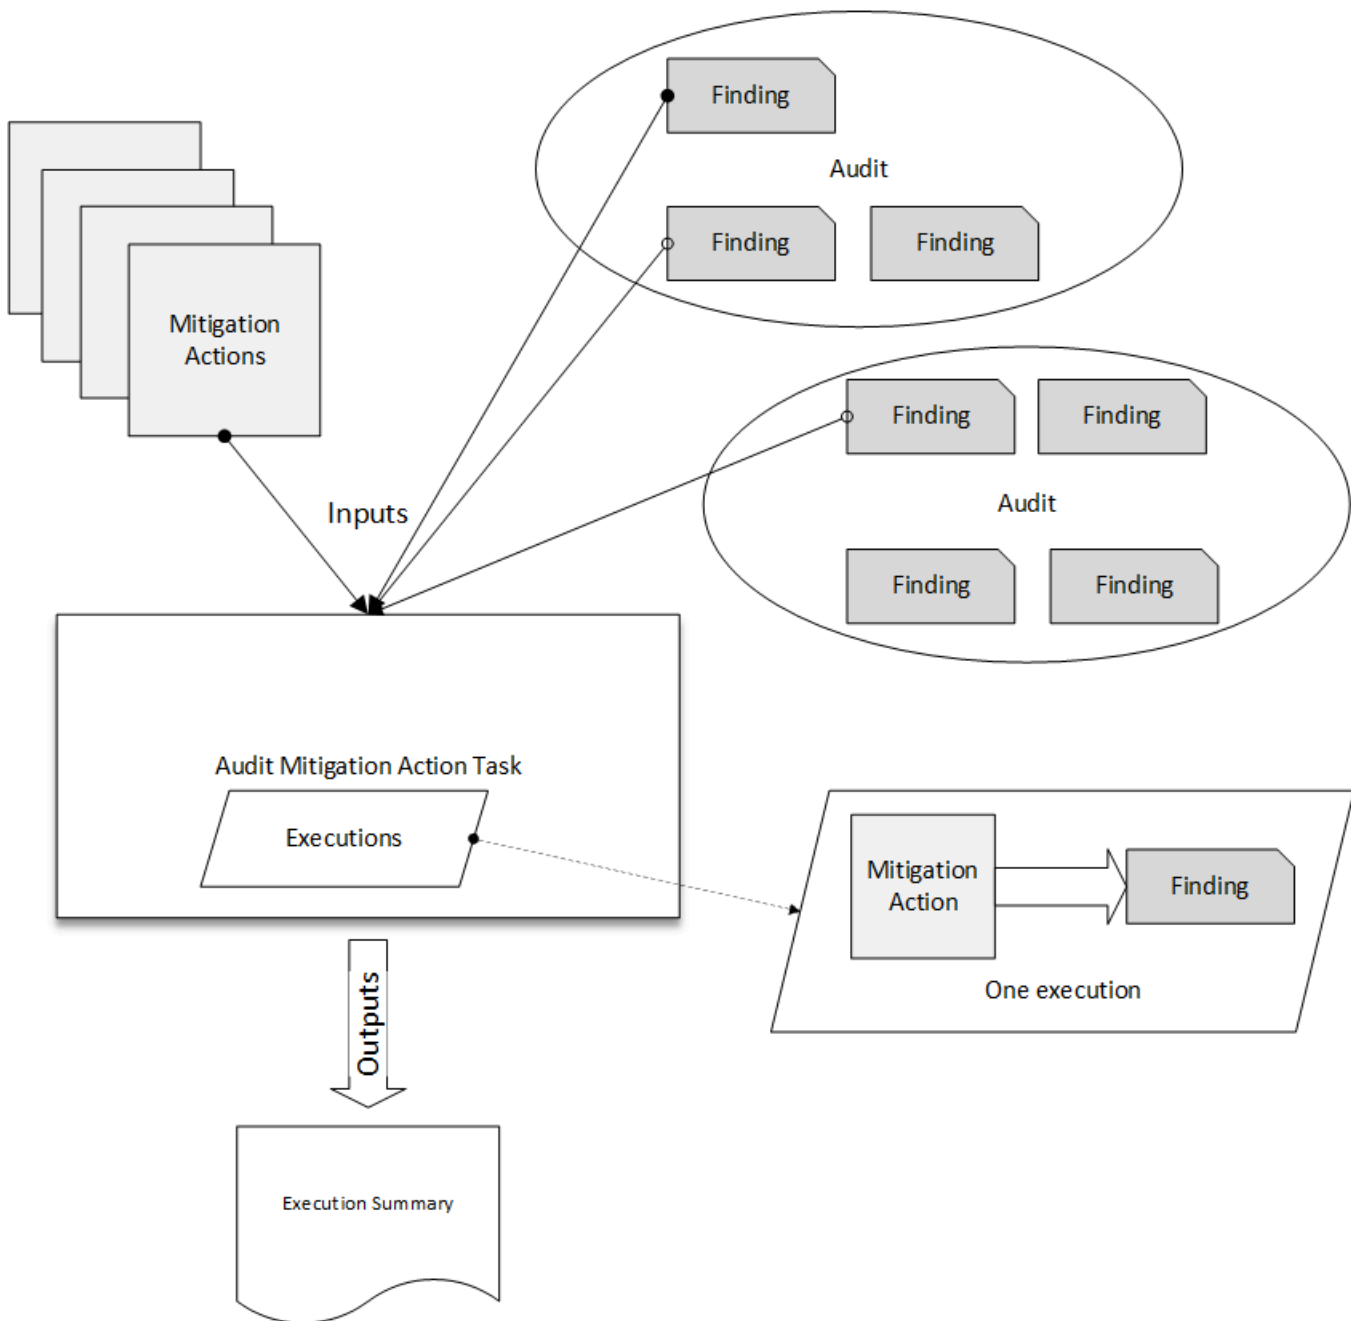 Finding
Audit
Finding
Finding
Mitigation
Actions
Finding
Finding
Inputs
Audit
Finding
Finding
Audit Mitigation Action Task
Executions
Mitigation
Action
Finding
One execution
Outputs
Execution Summary